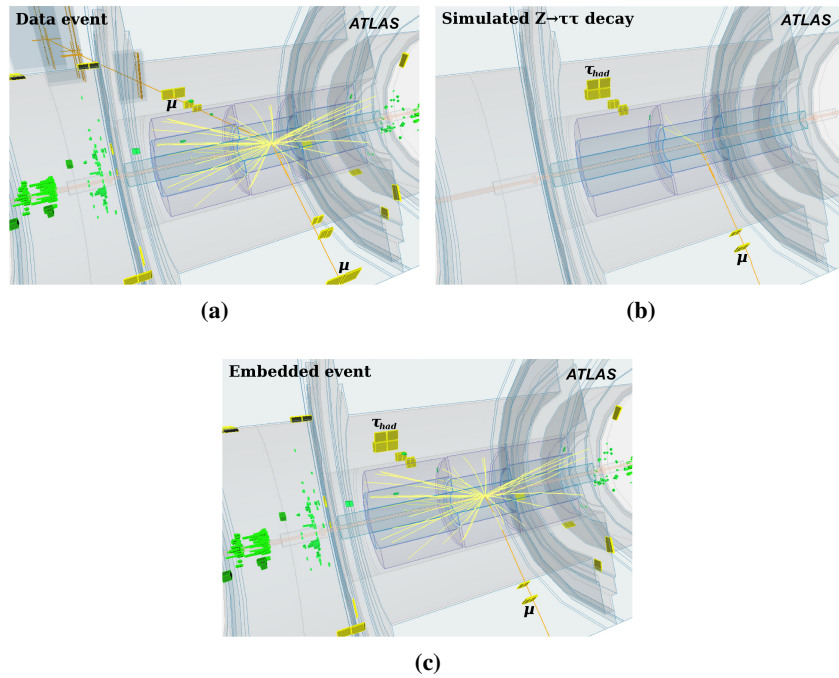 Data event
ATLAS
μ
μ
(a)
Simulated Z→ττ decay
ATLAS
τhad
μ
(b)
Embedded event
ATLAS
τhad
μ
(c)